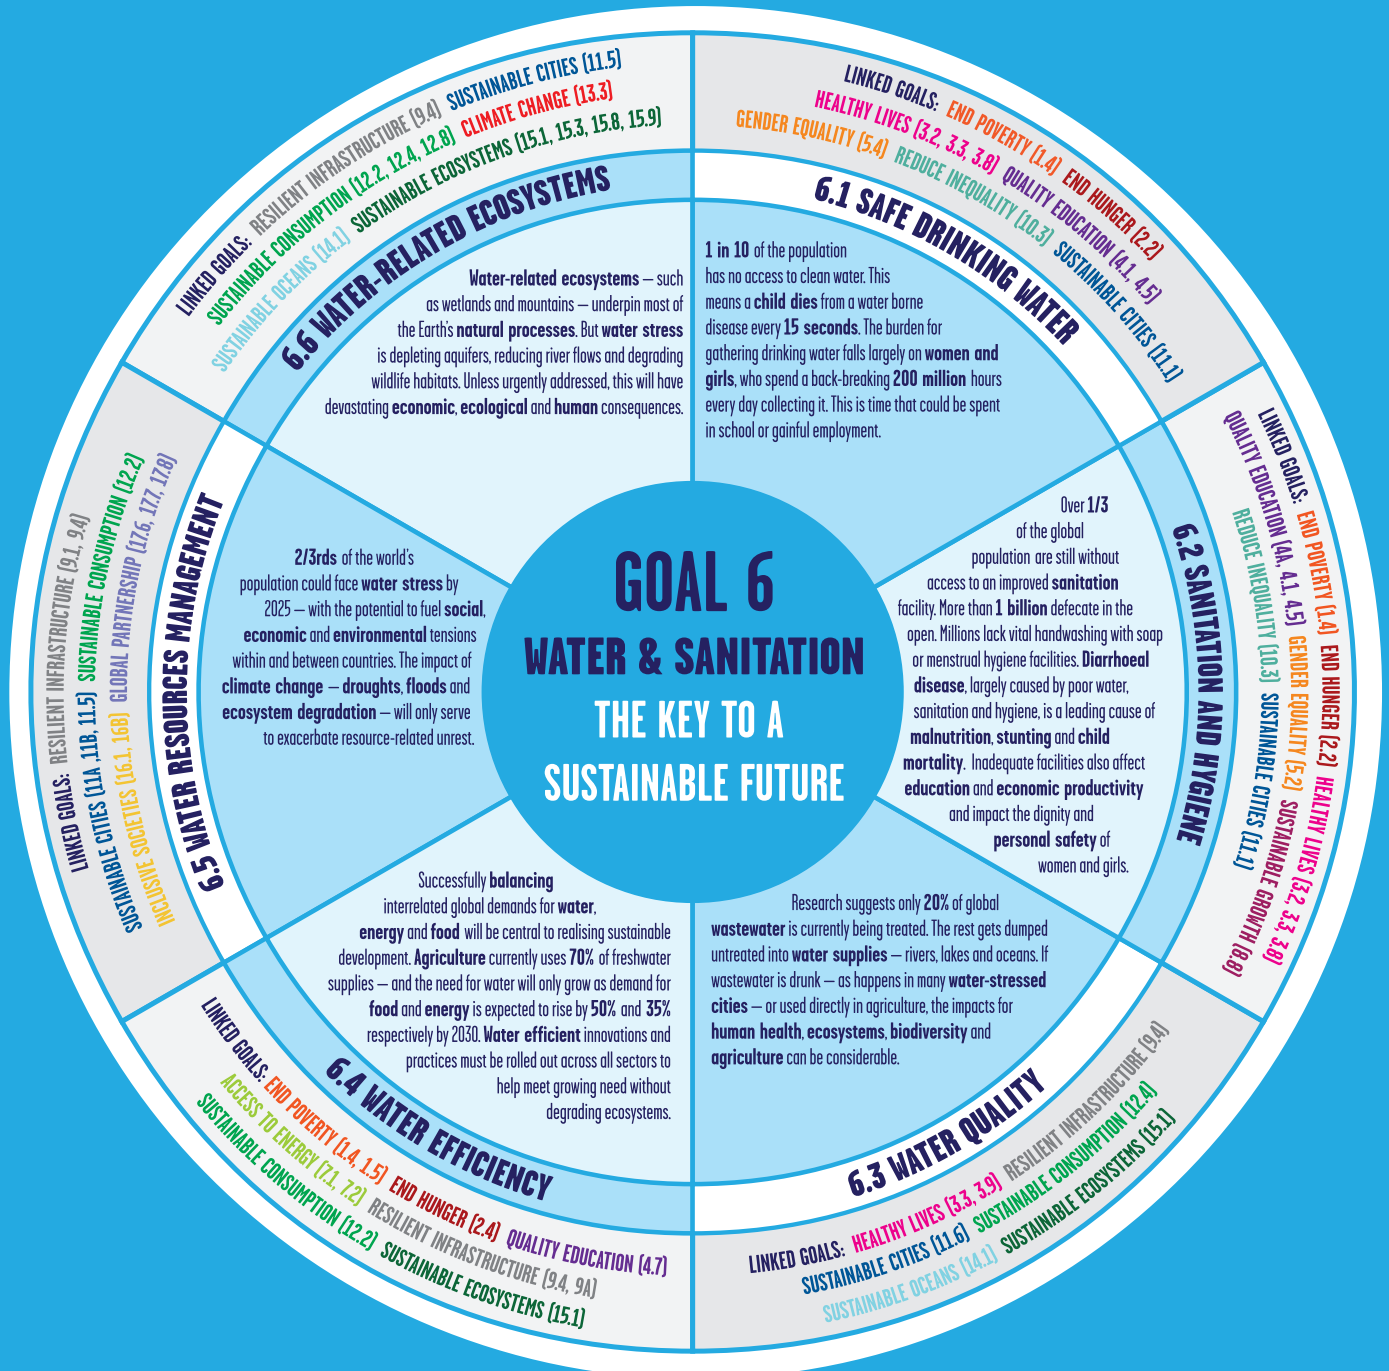 GOAL 6
WATER & SANITATION
THE KEY TO A
SUSTAINABLE FUTURE
LINKED GOALS: END POVERTY (1.4) END HUNGER (2.2)
HEALTHY LIVES (3.2, 3.3, 3.8) QUALITY EDUCATION (4.1, 4.5)
GENDER EQUALITY (5.4) REDUCE INEQUALITY (10.3) SUSTAINABLE CITIES (11.1)
6.1 SAFE DRINKING WATER
1 in 10 of the population
has no access to clean water. This
means a child dies from a water borne
disease every 15 seconds. The burden for
gathering drinking water falls largely on women and
girls, who spend a back-breaking 200 million hours
every day collecting it. This is time that could be spent
in school or gainful employment.
LINKED GOALS: END POVERTY (1.4) END HUNGER (2.2) HEALTHY LIVES (3.2, 3.3, 3.8)
QUALITY EDUCATION (4A, 4.1, 4.5) GENDER EQUALITY (5.2) SUSTAINABLE GROWTH (8.8)
REDUCE INEQUALITY (10.3) SUSTAINABLE CITIES (11.1)
6.2 SANITATION AND HYGIENE
Over 1/3
of the global
population are still without
access to an improved sanitation
facility. More than 1 billion defecate in the
open. Millions lack vital handwashing with soap
or menstrual hygiene facilities. Diarrhoeal
disease, largely caused by poor water,
sanitation and hygiene, is a leading cause of
malnutrition, stunting and child
mortality. Inadequate facilities also affect
education and economic productivity
and impact the dignity and
personal safety of
women and girls.
Research suggests only 20% of global
wastewater is currently being treated. The rest gets dumped
untreated into water supplies – rivers, lakes and oceans. If
wastewater is drunk – as happens in many water-stressed
cities – or used directly in agriculture, the impacts for
human health, ecosystems, biodiversity and
agriculture can be considerable.
6.3 WATER QUALITY
LINKED GOALS: HEALTHY LIVES (3.3, 3.9) RESILIENT INFRASTRUCTURE (9.4)
SUSTAINABLE CITIES (11.6) SUSTAINABLE CONSUMPTION (12.4)
SUSTAINABLE OCEANS (14.1) SUSTAINABLE ECOSYSTEMS (15.1)
Successfully balancing
interrelated global demands for water,
energy and food will be central to realising sustainable
development. Agriculture currently uses 70% of freshwater
supplies – and the need for water will only grow as demand for
food and energy is expected to rise by 50% and 35%
respectively by 2030. Water efficient innovations and
practices must be rolled out across all sectors to
help meet growing need without
degrading ecosystems.
6.4 WATER EFFICIENCY
LINKED GOALS: END POVERTY (1.4, 1.5) END HUNGER (2.4) QUALITY EDUCATION (4.7)
ACCESS TO ENERGY (7.1, 7.2) RESILIENT INFRASTRUCTURE (9.4, 9A)
SUSTAINABLE CONSUMPTION (12.2) SUSTAINABLE ECOSYSTEMS (15.1)
LINKED GOALS: RESILIENT INFRASTRUCTURE (9.1, 9.4)
SUSTAINABLE CITIES (11A ,11B, 11.5) SUSTAINABLE CONSUMPTION (12.2)
INCLUSIVE SOCIETIES (16.1, 16B) GLOBAL PARTNERSHIP (17.6, 17.7, 17.8)
6.5 WATER RESOURCES MANAGEMENT
2/3rds of the world's
population could face water stress by
2025 – with the potential to fuel social,
economic and environmental tensions
within and between countries. The impact of
climate change – droughts, floods and
ecosystem degradation – will only serve
to exacerbate resource-related unrest.
LINKED GOALS: RESILIENT INFRASTRUCTURE (9.4) SUSTAINABLE CITIES (11.5)
SUSTAINABLE CONSUMPTION (12.2, 12.4, 12.8) CLIMATE CHANGE (13.3)
SUSTAINABLE OCEANS (14.1) SUSTAINABLE ECOSYSTEMS (15.1, 15.3, 15.8, 15.9)
6.6 WATER-RELATED ECOSYSTEMS
Water-related ecosystems – such
as wetlands and mountains – underpin most of
the Earth's natural processes. But water stress
is depleting aquifers, reducing river flows and degrading
wildlife habitats. Unless urgently addressed, this will have
devastating economic, ecological and human consequences.